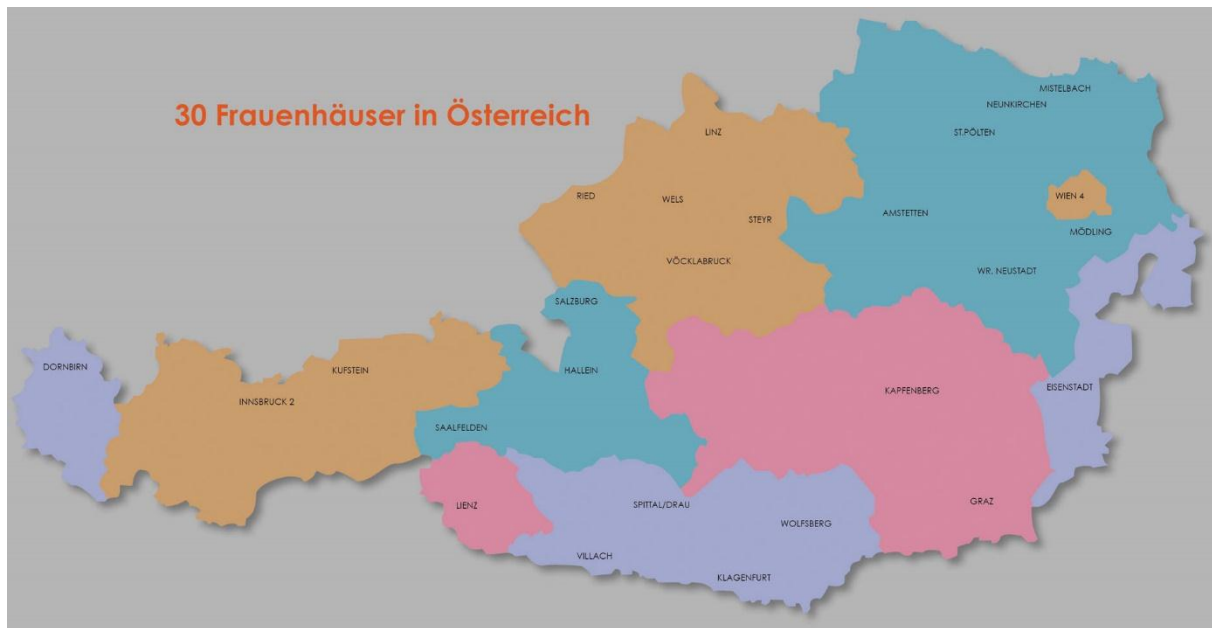 30 Frauenhäuser in Österreich
MISTELBACH
NEUNKIRCHEN
LINZ
ST.PÖLTEN
RIED
WELS
WIEN 4
STEYR
AMSTETTEN
MÖDLING
VÖCKLABRUCK
WR. NEUSTADT
SALZBURG
DORNBIRN
KUFSTEIN
HALLEIN
EISENSTADT
KAPFENBERG
INNSBRUCK 2
SAALFELDEN
LIENZ
SPITTAL/DRAU
GRAZ
WOLFSBERG
VILLACH
KLAGENFURT